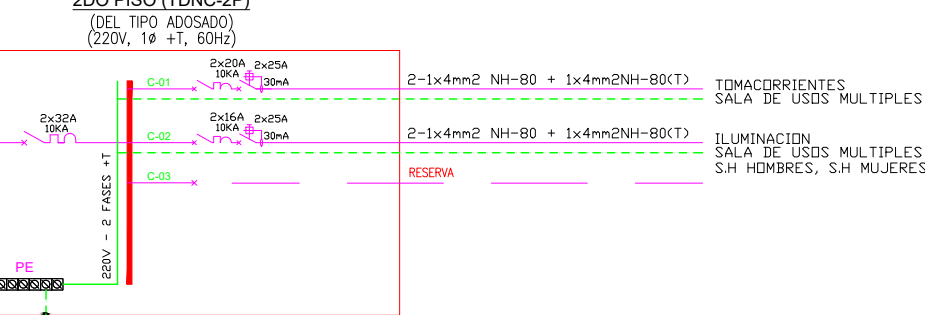 2DO PISO (TDNC-2P)
(DEL TIPO ADOSADO)
(220V, 1Ø +T, 60Hz)
C-01
2x20A
10KA
2x25A
30mA
2-1x4mm2 NH-80 + 1x4mm2NH-80(T)
TOMACORRIENTES
SALA DE USOS MULTIPLES
2x32A
10KA
C-02
2x16A
10KA
2x25A
30mA
2-1x4mm2 NH-80 + 1x4mm2NH-80(T)
ILUMINACION
SALA DE USOS MULTIPLES
S.H HOMBRES, S.H MUJERES
C-03
RESERVA
220V - 2 FASES +T
PE